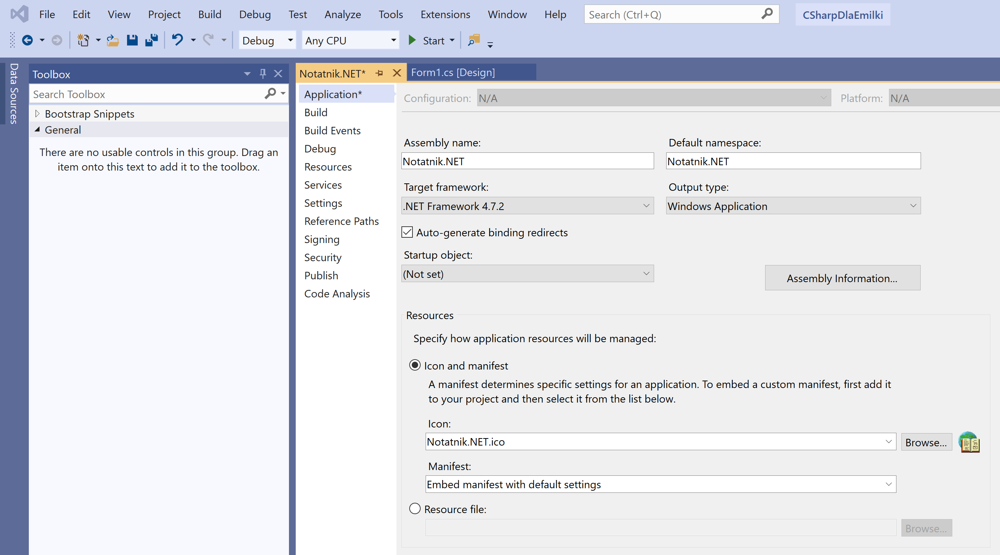 File Edit View Project Build Debug Test Analyze Tools Extensions Window Help Search (Ctrl+Q) CSharpDlaEmilki
Debug Any CPU Start
Data Sources
Toolbox
Search Toolbox
Bootstrap Snippets
General
There are no usable controls in this group. Drag an
item onto this text to add it to the toolbox.
Notatnik.NET* Form1.cs [Design]
Application*
Build
Build Events
Debug
Resources
Services
Settings
Reference Paths
Signing
Security
Publish
Code Analysis
Configuration: N/A Platform: N/A
Assembly name: Default namespace:
Notatnik.NET Notatnik.NET
Target framework: Output type:
.NET Framework 4.7.2 Windows Application
Auto-generate binding redirects
Startup object:
(Not set) Assembly Information...
Resources
Specify how application resources will be managed:
Icon and manifest
A manifest determines specific settings for an application. To embed a custom manifest, first add it
to your project and then select it from the list below.
Icon:
Notatnik.NET.ico Browse...
Manifest:
Embed manifest with default settings
Resource file:
Browse...